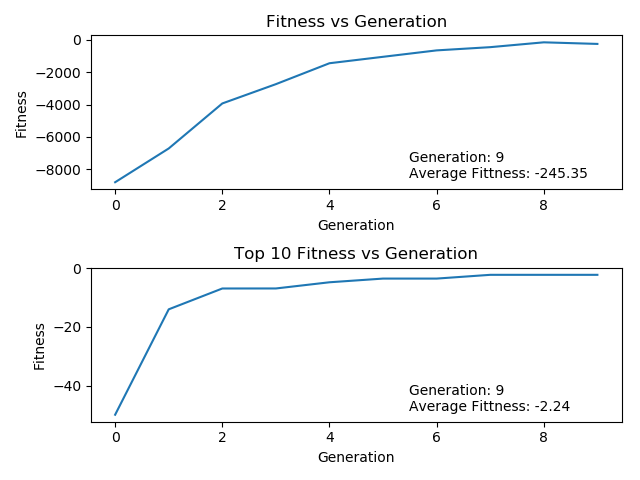 Fitness vs Generation
0
−2000
−4000
−6000
−8000
Fitness
Generation: 9
Average Fittness: -245.35
0 2 4 6 8
Generation
Top 10 Fitness vs Generation
0
−20
−40
Fitness
Generation: 9
Average Fittness: -2.24
0 2 4 6 8
Generation